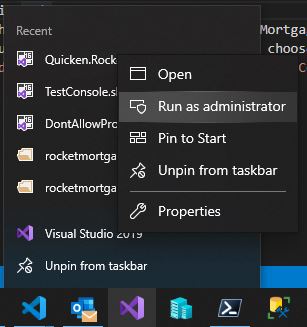 Recent
Mortga
Quicken.Rock
choos
TestConsole.sl
C
DontAllowPro
rocketmortga
rocketmortga
Visual Studio 2019
Unpin from taskbar
Open
Run as administrator
Pin to Start
Unpin from taskbar
Properties